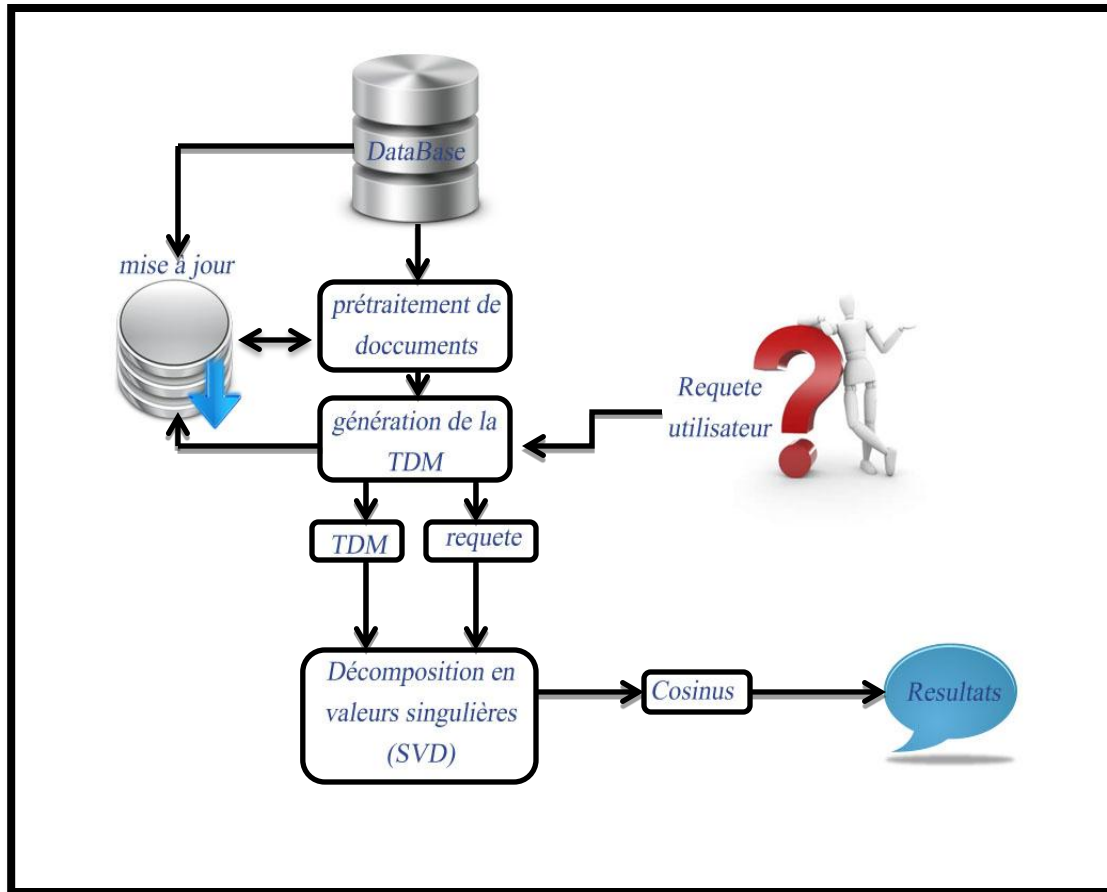 DataBase
mise à jour
prétraitement de
doccuments
génération de la
TDM
Requete
utilisateur
TDM
requete
Décomposition en
valeurs singulières
(SVD)
Cosinus
Resultats